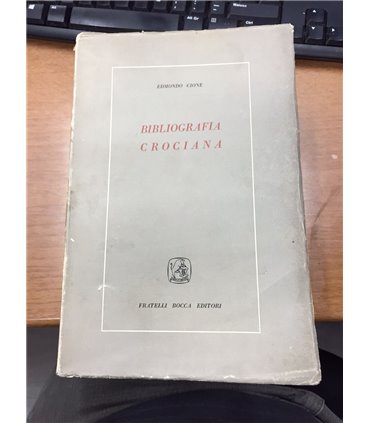 EDMONDO CIONE
BIBLIOGRAFIA
CROCIANA
FRATELLI BOCCA EDITORI